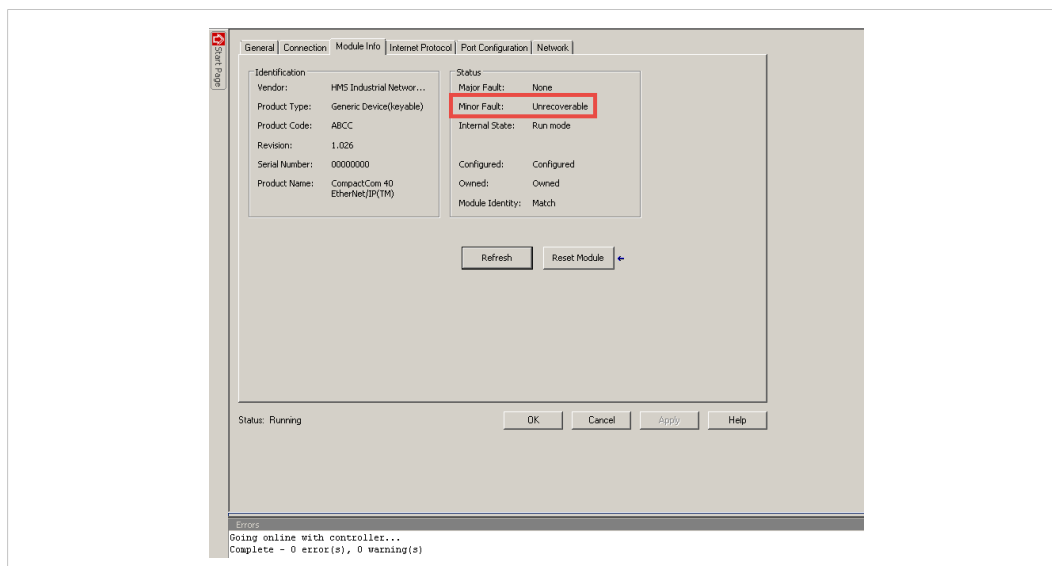 Start Page
General Connection Module Info Internet Protocol Port Configuration Network
Identification
Vendor: HMS Industrial Networ...
Product Type: Generic Device(keyable)
Product Code: ABCC
Revision: 1.026
Serial Number: 00000000
Product Name: CompactCom 40
EtherNet/IP(TM)
Status
Major Fault: None
Minor Fault: Unrecoverable
Internal State: Run mode
Configured: Configured
Owned: Owned
Module Identity: Match
Refresh Reset Module
Status: Running
OK Cancel Apply Help
Errors
Going online with controller...
Complete - 0 error(s), 0 warning(s)